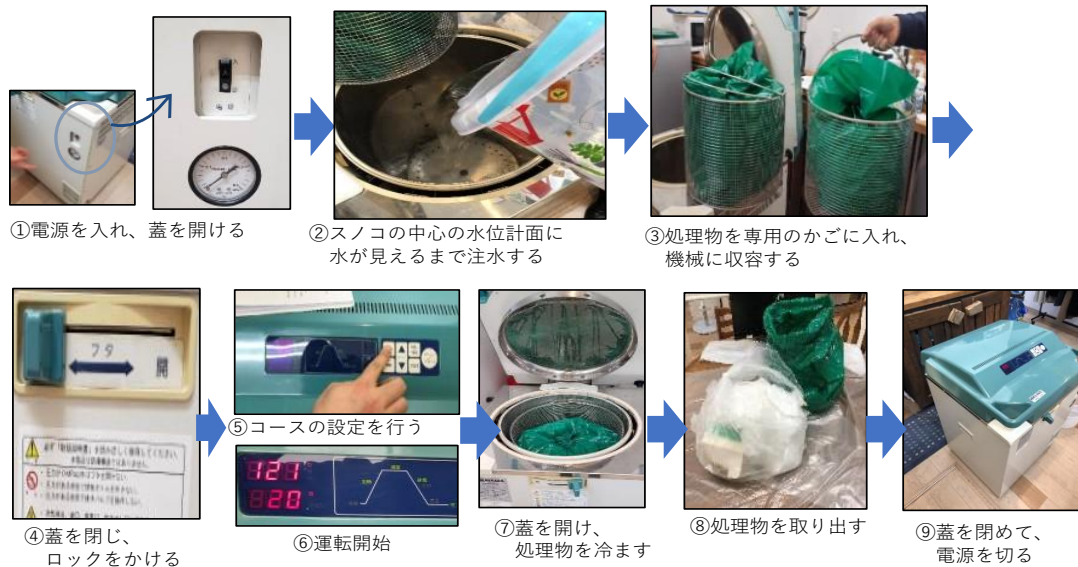 ①電源を入れ、蓋を開ける
②スノコの中心の水位計面に
水が見えるまで注水する
③処理物を専用のかごに入れ、
機械に収容する
フタ
開
④蓋を閉じ、
ロックをかける
⑤コースの設定を行う
121
20
⑥運転開始
⑦蓋を開け、
処理物を冷ます
⑧処理物を取り出す
⑨蓋を閉めて、
電源を切る